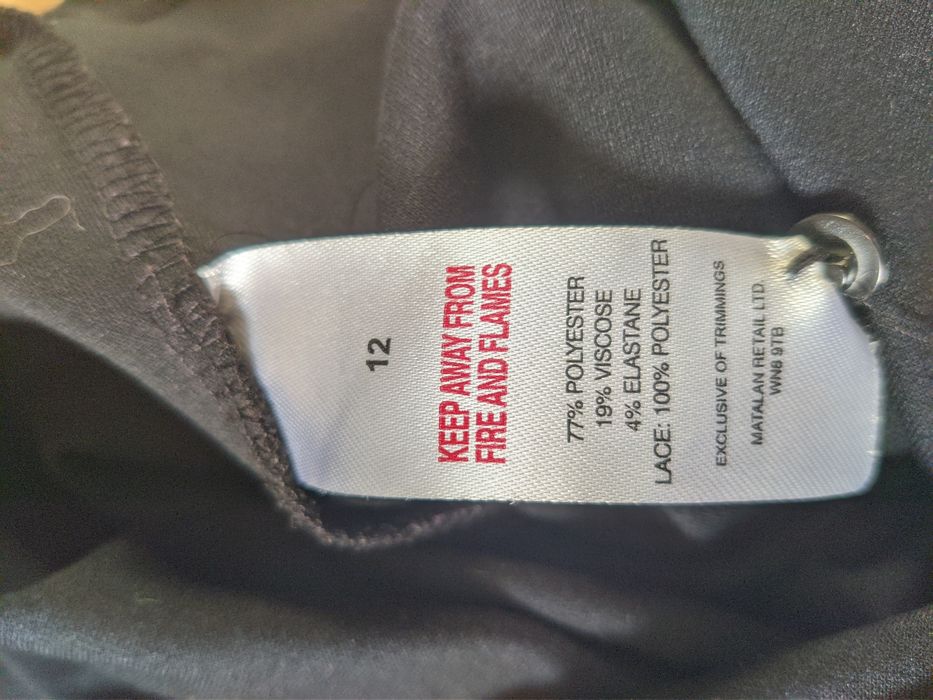 12
KEEP AWAY FROM
FIRE AND FLAMES
77% POLYESTER
19% VISCOSE
4% ELASTANE
LACE: 100% POLYESTER
EXCLUSIVE OF TRIMMINGS
MATALAN RETAIL LTD
WN8 9TB